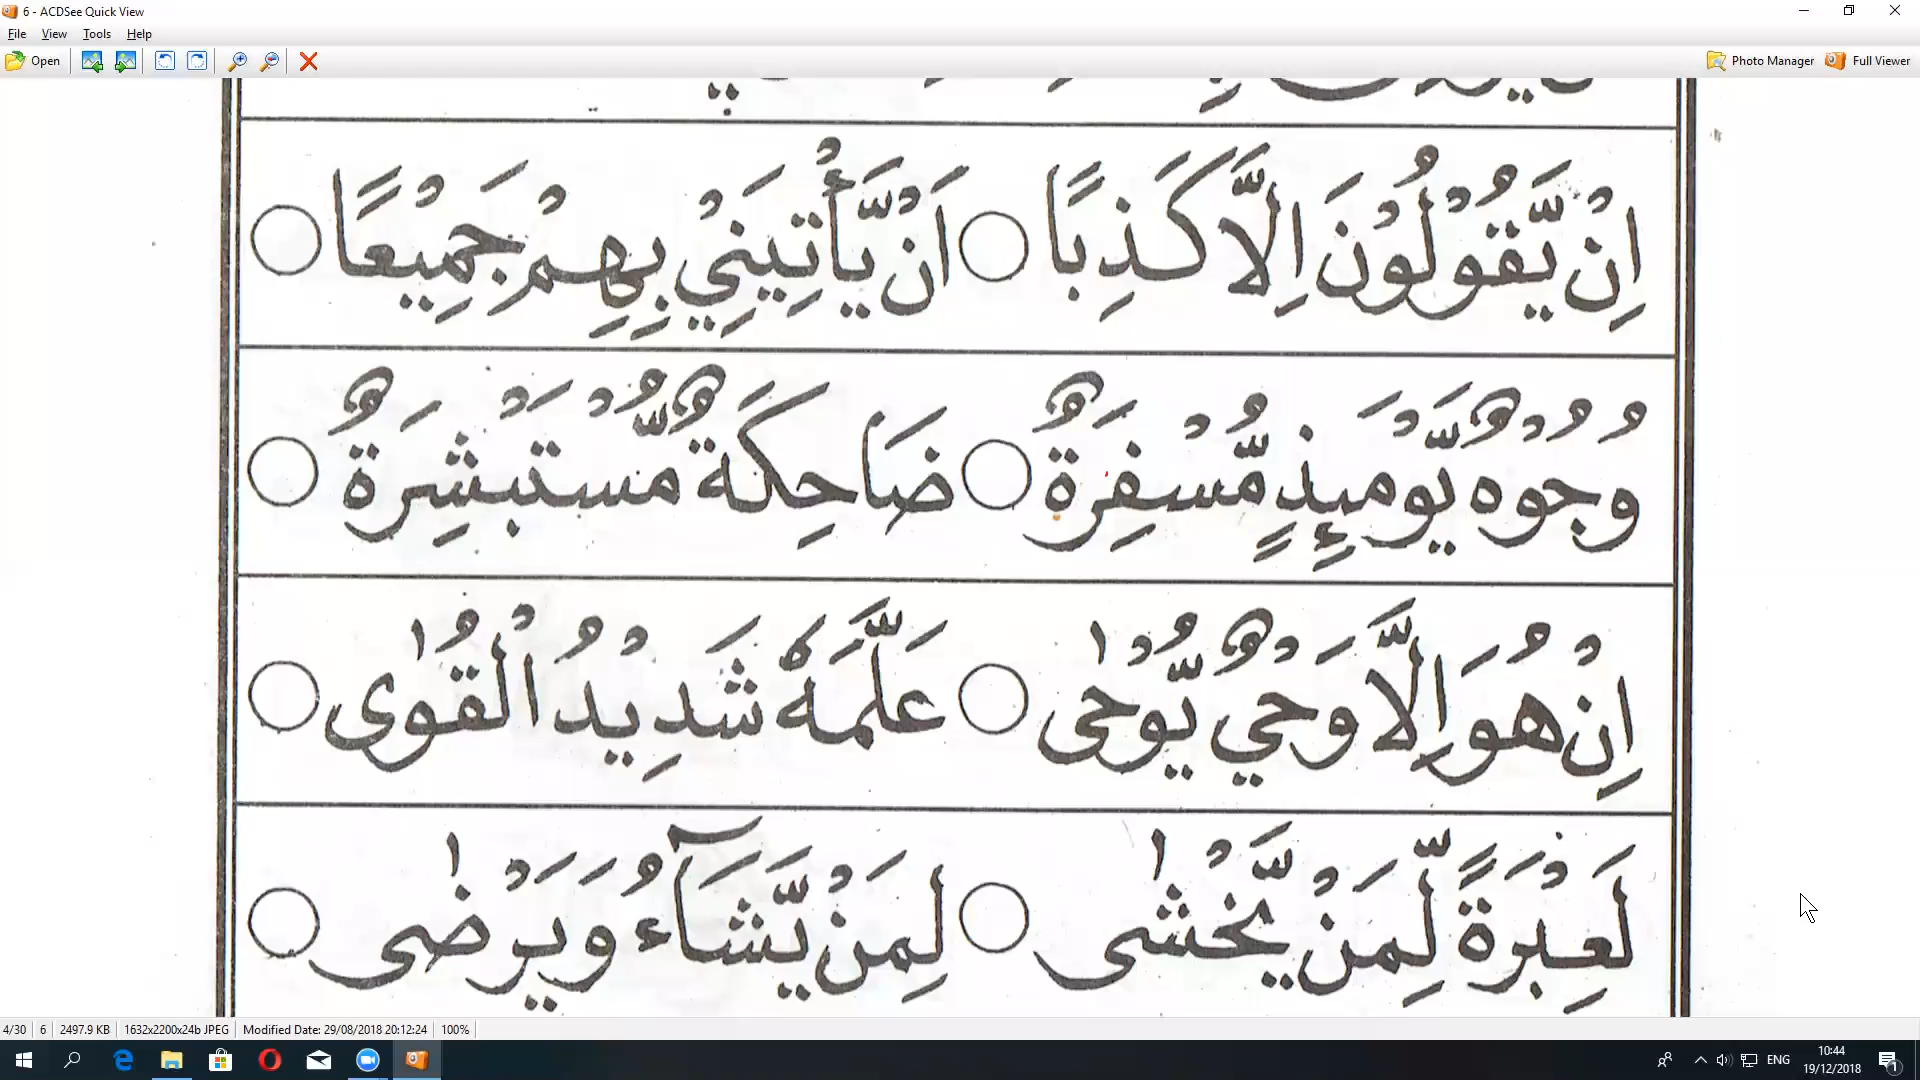 6 - ACDSee Quick View
File View Tools Help
Open Photo Manager Full Viewer
اِنْ يَّقُوْلُوْنَ اِلَّا كَذِبًا ○ اَنْ يَّأْتِيَنِيْ بِهِمْ جَمِيْعًا ○
وُجُوْهٌ يَّوْمَئِذٍ مُّسْفِرَةٌ ○ ضَاحِكَةٌ مُّسْتَبْشِرَةٌ ○
اِنْ هُوَ اِلَّا وَحْيٌ يُّوْحٰى ○ عَلَّمَهٗ شَدِيْدُ الْقُوٰى ○
لَعِبْرَةً لِّمَنْ يَّخْشٰى ○ لِمَنْ يَّشَآءُ وَيَرْضٰى ○
4/30 6 2497.9 KB 1632x2200x24b JPEG Modified Date: 29/08/2018 20:12:24 100%
ENG 10:44
19/12/2018 1